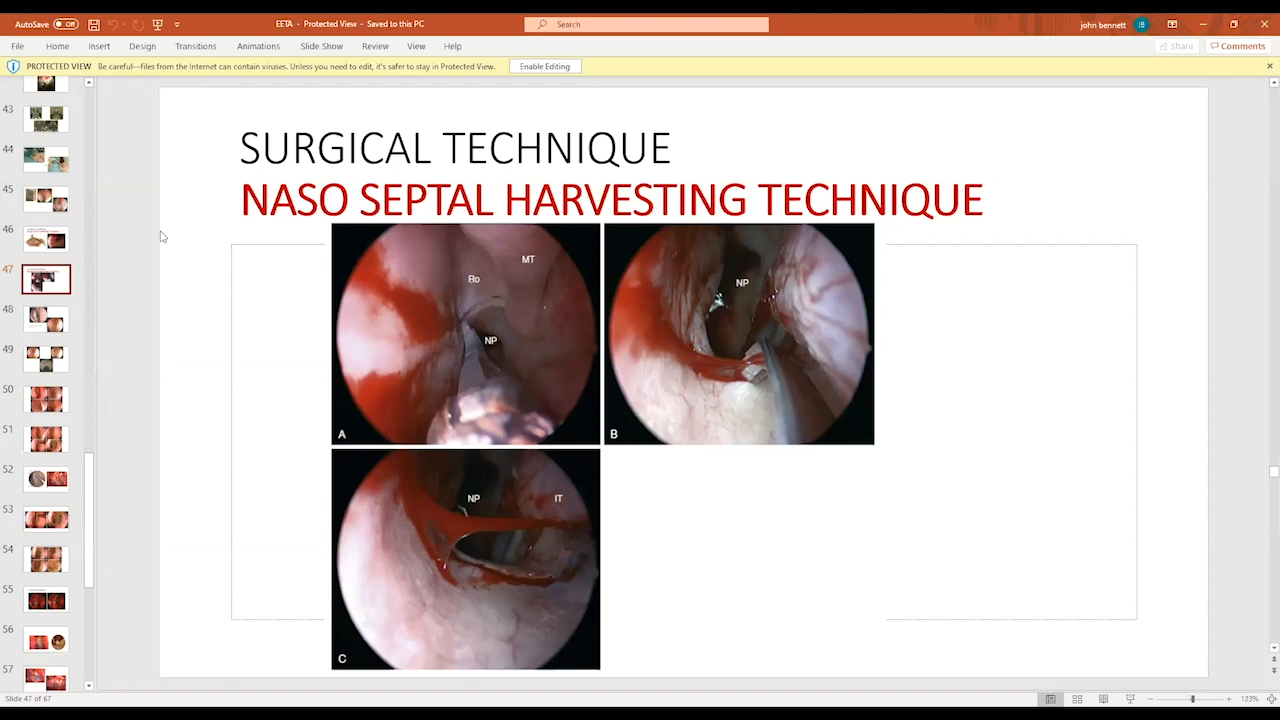 AutoSave Off
EETA - Protected View - Saved to this PC
Search
john bennett JB
File Home Insert Design Transitions Animations Slide Show Review View Help
Share Comments
PROTECTED VIEW Be careful—files from the Internet can contain viruses. Unless you need to edit, it's safer to stay in Protected View. Enable Editing
43
44
45
46
47
48
49
50
51
52
53
54
55
56
57
SURGICAL TECHNIQUE
NASO SEPTAL HARVESTING TECHNIQUE
MT
Ro
NP
A
NP
B
NP IT
C
Slide 47 of 67
123%